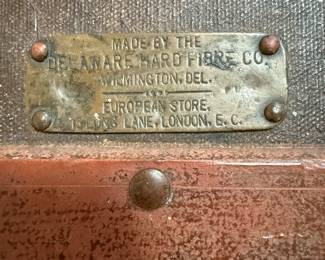 MADE BY THE
DELAWARE HARD FIBRE CO.
WILMINGTON, DEL.
EUROPEAN STORE,
LANE, LONDON, E. C.